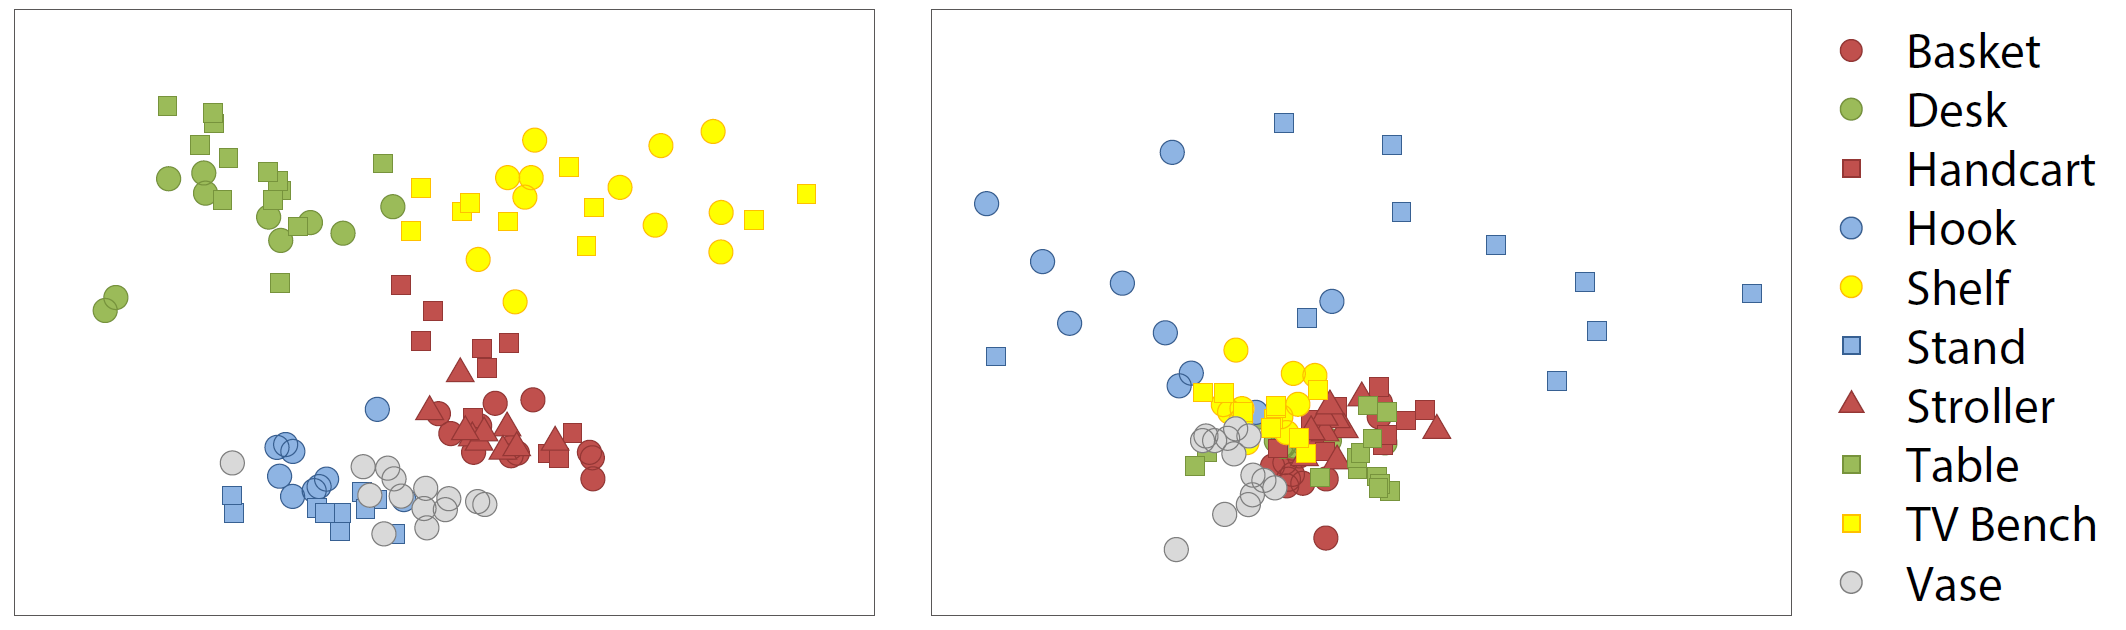 Basket
Desk
Handcart
Hook
Shelf
Stand
Stroller
Table
TV Bench
Vase